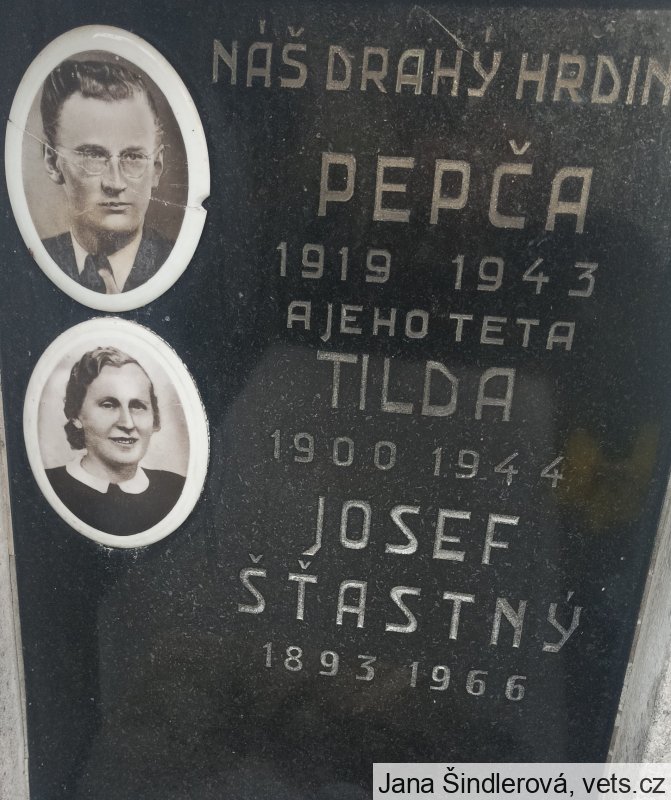 NÁŠ DRAHÝ HRDIN
PEPČA
1919 1943
A JEHO TETA
TILDA
1900 1944
JOSEF
ŠŤASTNÝ
1893 1966
Jana Šindlerová, vets.cz